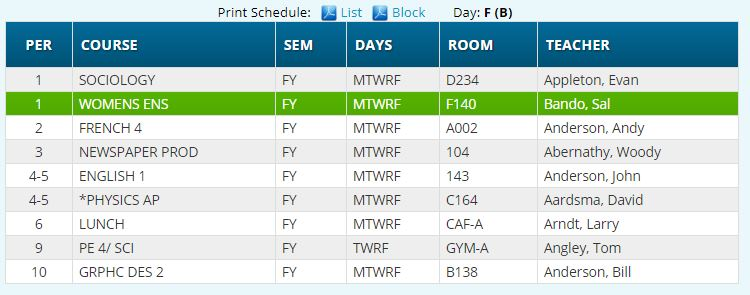 Print Schedule: List Block Day: F (B)
PER COURSE SEM DAYS ROOM TEACHER
1 SOCIOLOGY FY MTWRF D234 Appleton, Evan
1 WOMENS ENS FY MTWRF F140 Bando, Sal
2 FRENCH 4 FY MTWRF A002 Anderson, Andy
3 NEWSPAPER PROD FY MTWRF 104 Abernathy, Woody
4-5 ENGLISH 1 FY MTWRF 143 Anderson, John
4-5 *PHYSICS AP FY MTWRF C164 Aardsma, David
6 LUNCH FY MTWRF CAF-A Arndt, Larry
9 PE 4/ SCI FY TWRF GYM-A Angley, Tom
10 GRPHC DES 2 FY MTWRF B138 Anderson, Bill